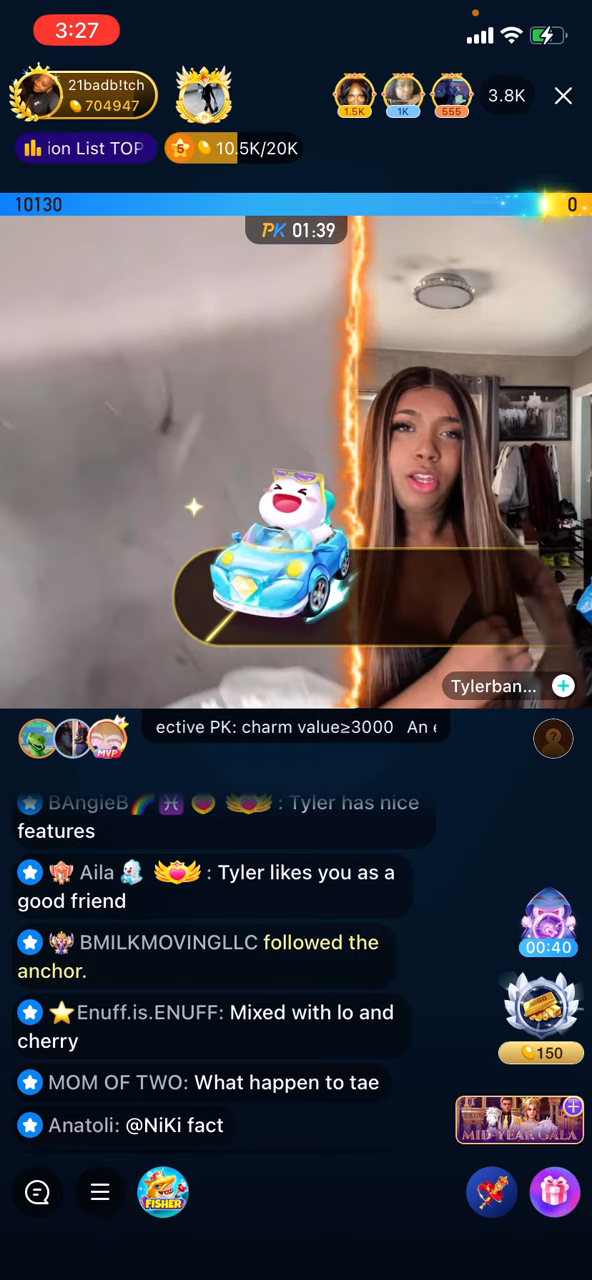 3:27
21badb!tch
704947
1.5K
1K
555
3.8K
ion List TOP
5
10.5K/20K
10130
0
PK 01:39
Tylerban...
MVP
ective PK: charm value≥3000 An e
BAngieB : Tyler has nice
features
Aila : Tyler likes you as a
good friend
BMILKMOVINGLLC followed the
anchor.
00:40
Enuff.is.ENUFF: Mixed with lo and
cherry
150
MOM OF TWO: What happen to tae
Anatoli: @NiKi fact
MID-YEAR GALA
FISHER